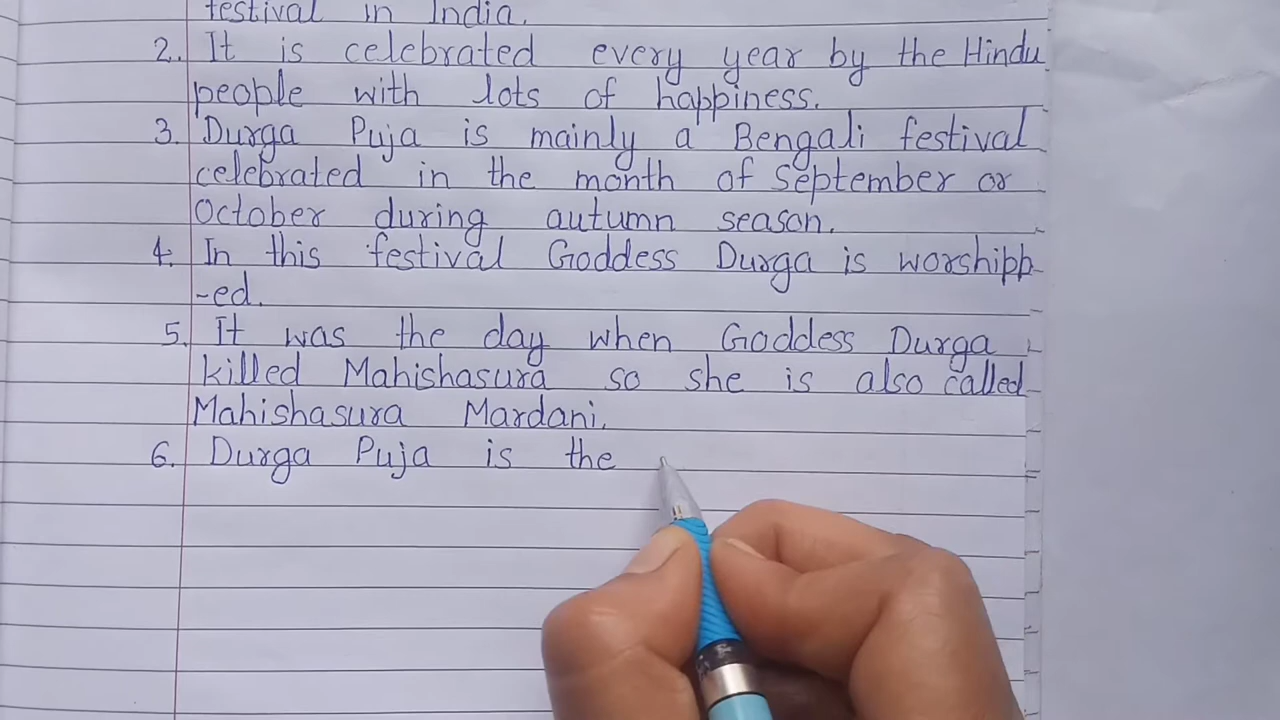 festival in India.
2. It is celebrated every year by the Hindu
people with lots of happiness.
3. Durga Puja is mainly a Bengali festival
celebrated in the month of September or
October during autumn season.
4. In this festival Goddess Durga is worshipp
-ed.
5. It was the day when Goddess Durga
killed Mahishasura so she is also called
Mahishasura Mardani.
6. Durga Puja is the